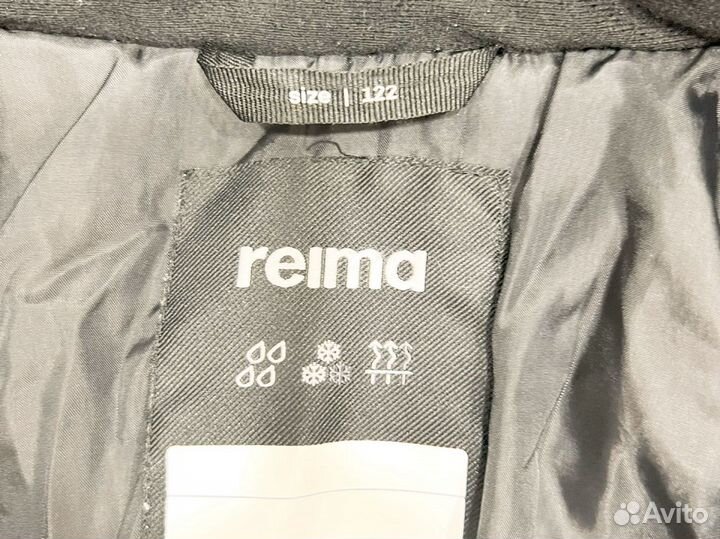 size | 122
reima
Avito